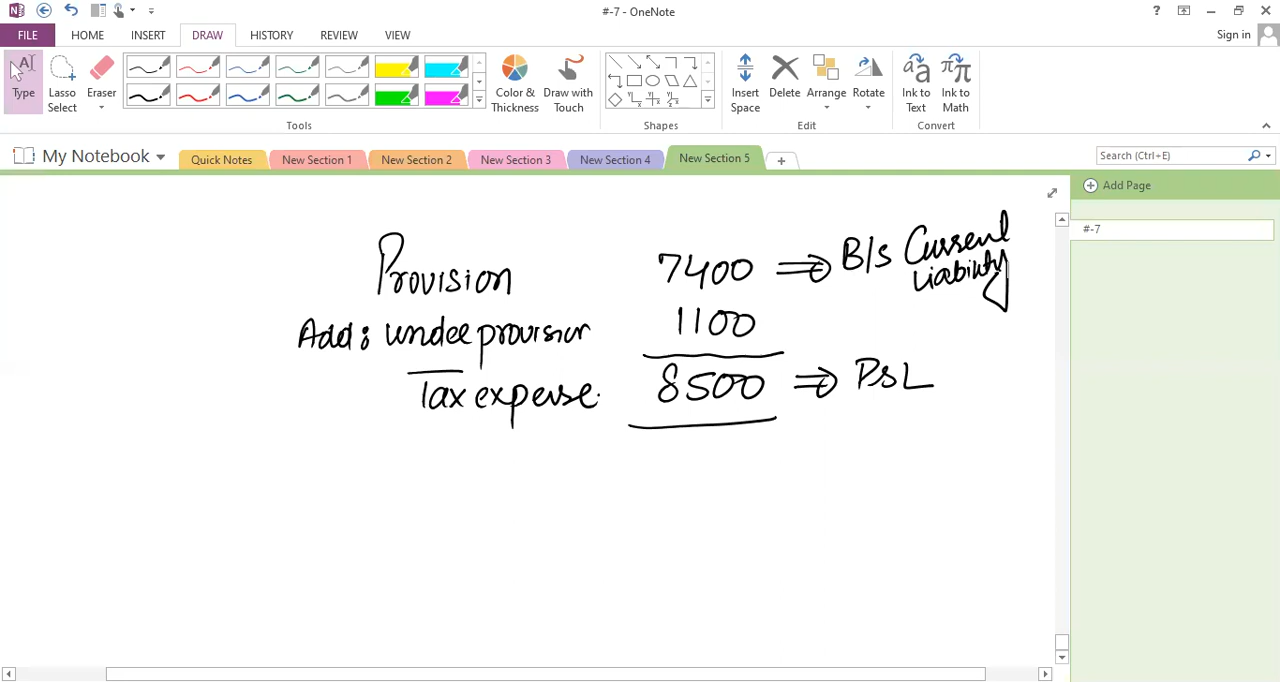 #-7 - OneNote
?
FILE HOME INSERT DRAW HISTORY REVIEW VIEW Sign in
Type Lasso Select Eraser Color & Thickness Draw with Touch Insert Space Delete Arrange Rotate Ink to Text Ink to Math
Tools Shapes Edit Convert
My Notebook Quick Notes New Section 1 New Section 2 New Section 3 New Section 4 New Section 5 Search (Ctrl+E)
Add Page
#-7
Provision 7400 ⇒ B/s Current liability
Add: under provision 1100
Tax expense 8500 ⇒ P&L